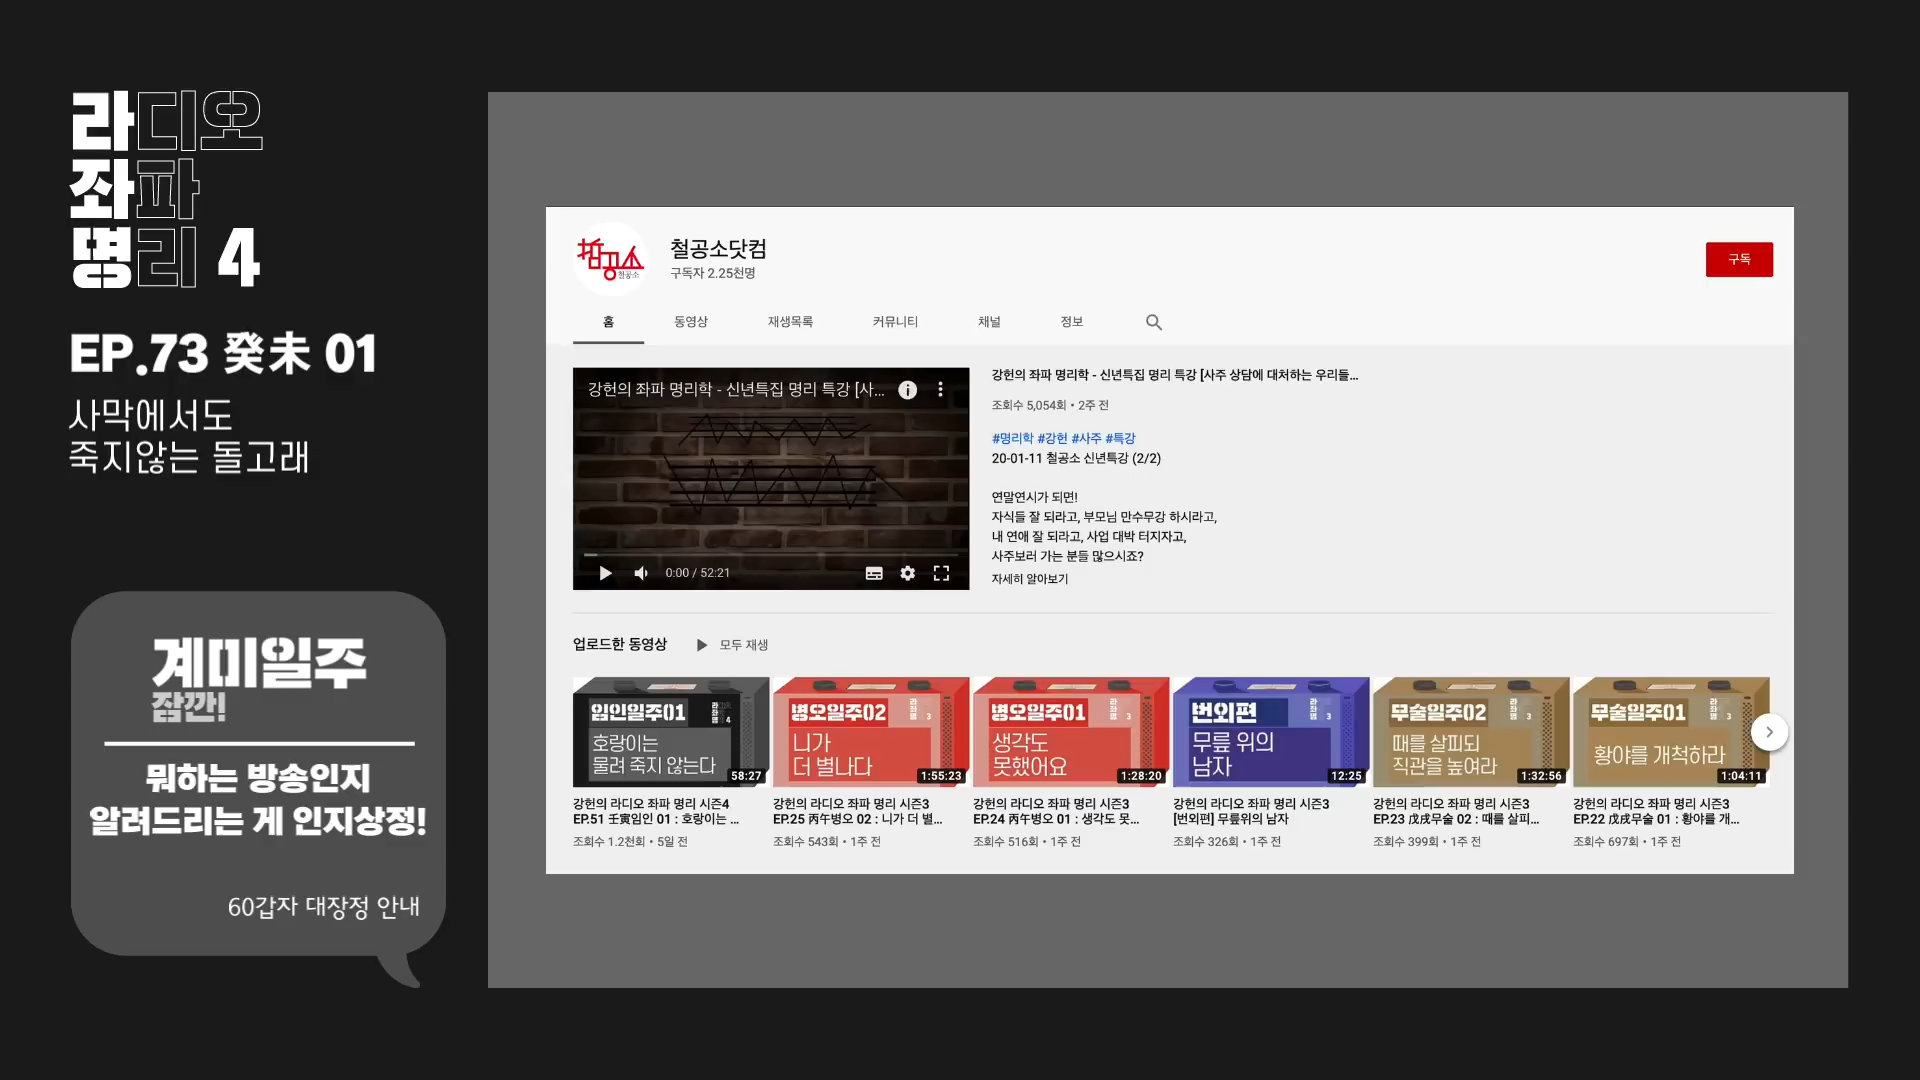 라디오
좌파
명리 4
EP.73 癸未 01
사막에서도
죽지않는 돌고래
계미일주
잠깐!
뭐하는 방송인지
알려드리는 게 인지상정!
60갑자 대장정 안내
철공소
철공소닷컴
구독자 2.25천명
구독
홈
동영상
재생목록
커뮤니티
채널
정보
강헌의 좌파 명리학 - 신년특집 명리 특강 [사...
0:00 / 52:21
강헌의 좌파 명리학 - 신년특집 명리 특강 [사주 상담에 대처하는 우리들...
조회수 5,054회 • 2주 전
#명리학 #강헌 #사주 #특강
20-01-11 철공소 신년특강 (2/2)
연말연시가 되면!
자식들 잘 되라고, 부모님 만수무강 하시라고,
내 연애 잘 되라고, 사업 대박 터지자고,
사주보러 가는 분들 많으시죠?
자세히 알아보기
업로드한 동영상
모두 재생
임인일주01
호랑이는
물려 죽지 않는다
58:27
강헌의 라디오 좌파 명리 시즌4
EP.51 壬寅임인 01 : 호랑이는 ...
조회수 1.2천회 • 5일 전
병오일주02
니가
더 별나다
1:55:23
강헌의 라디오 좌파 명리 시즌3
EP.25 丙午병오 02 : 니가 더 별...
조회수 543회 • 1주 전
병오일주01
생각도
못했어요
1:28:20
강헌의 라디오 좌파 명리 시즌3
EP.24 丙午병오 01 : 생각도 못...
조회수 516회 • 1주 전
번외편
무릎 위의
남자
12:25
강헌의 라디오 좌파 명리 시즌3
[번외편] 무릎위의 남자
조회수 326회 • 1주 전
무술일주02
때를 살피되
직관을 높여라
1:32:56
강헌의 라디오 좌파 명리 시즌3
EP.23 戊戌무술 02 : 때를 살피...
조회수 399회 • 1주 전
무술일주01
황야를 개척하라
1:04:11
강헌의 라디오 좌파 명리 시즌3
EP.22 戊戌무술 01 : 황야를 개...
조회수 697회 • 1주 전